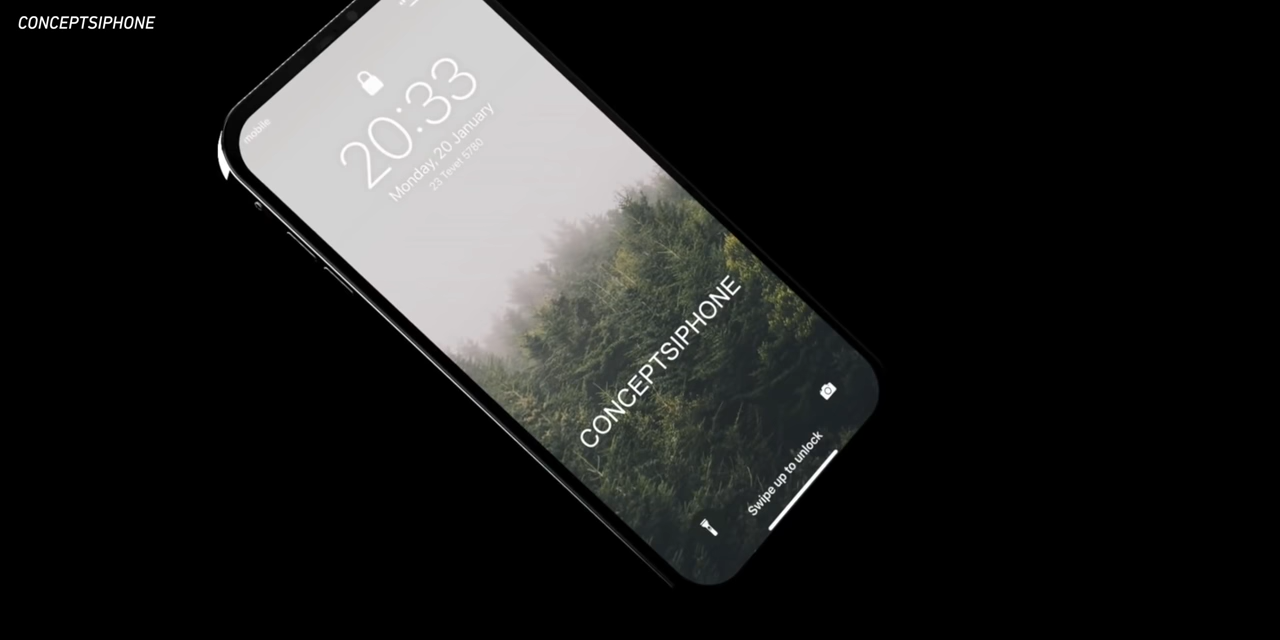 CONCEPTSIPHONE
mobile
20:33
Monday, 20 January
23 Tevet 5780
CONCEPTSIPHONE
Swipe up to unlock